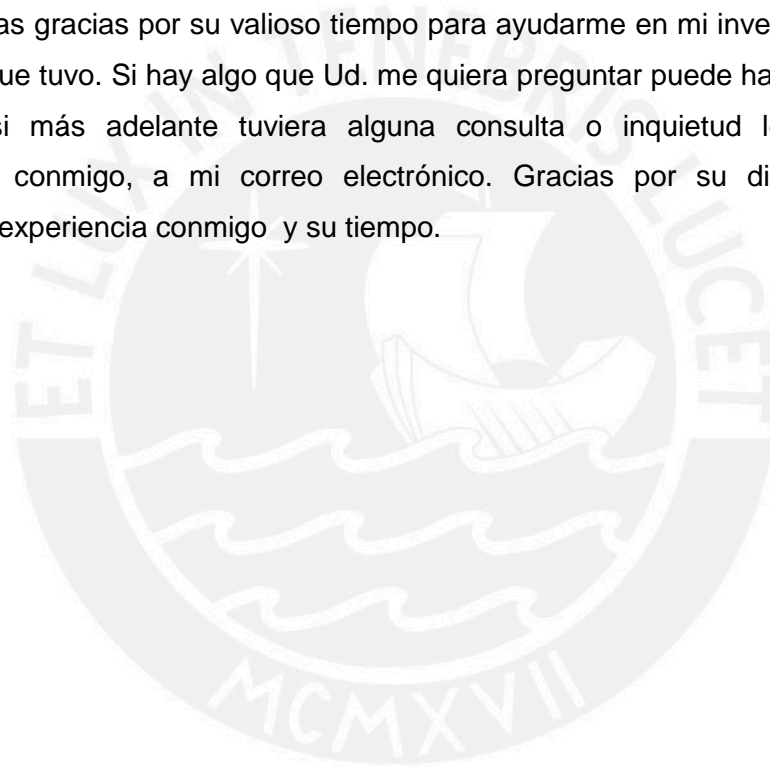 as gracias por su valioso tiempo para ayudarme en mi inve
ue tuvo. Si hay algo que Ud. me quiera preguntar puede ha
si más adelante tuviera alguna consulta o inquietud l
conmigo, a mi correo electrónico. Gracias por su di
experiencia conmigo y su tiempo.
ET LUX IN TENEBRIS LUCET
MCMXVII